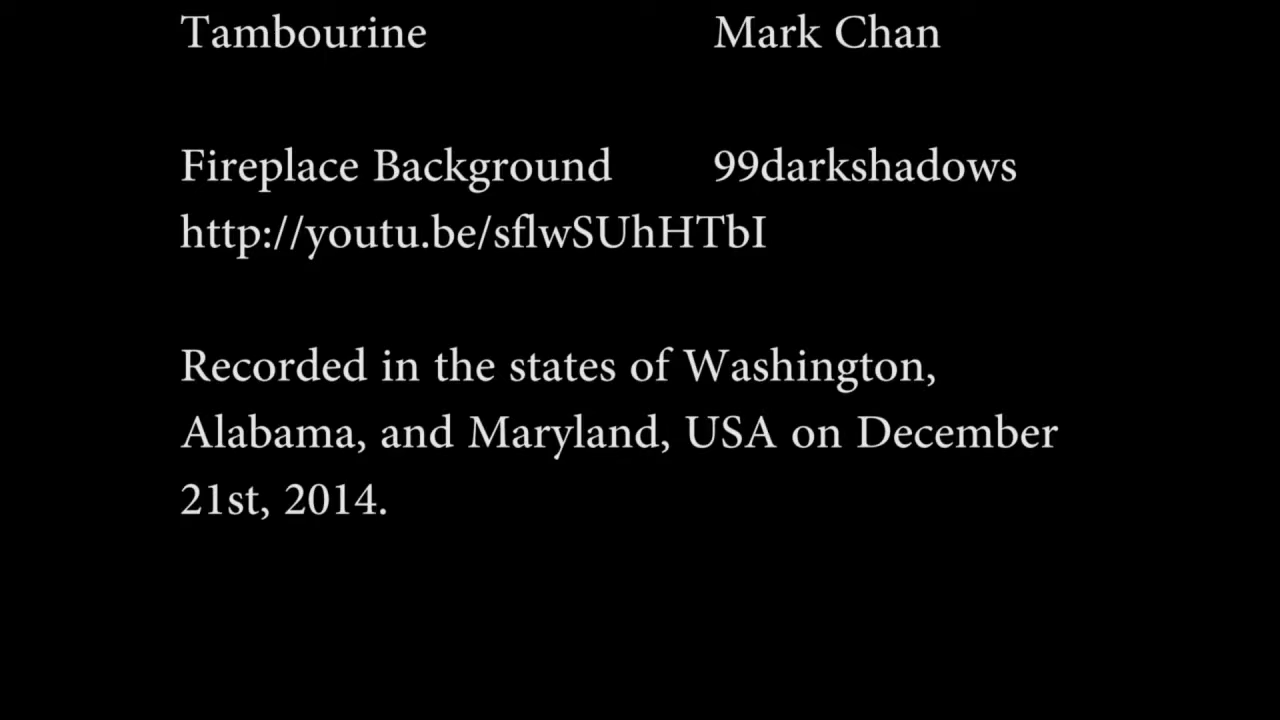 Tambourine Mark Chan
Fireplace Background 99darkshadows
http://youtu.be/sflwSUhHTbI
Recorded in the states of Washington,
Alabama, and Maryland, USA on December
21st, 2014.